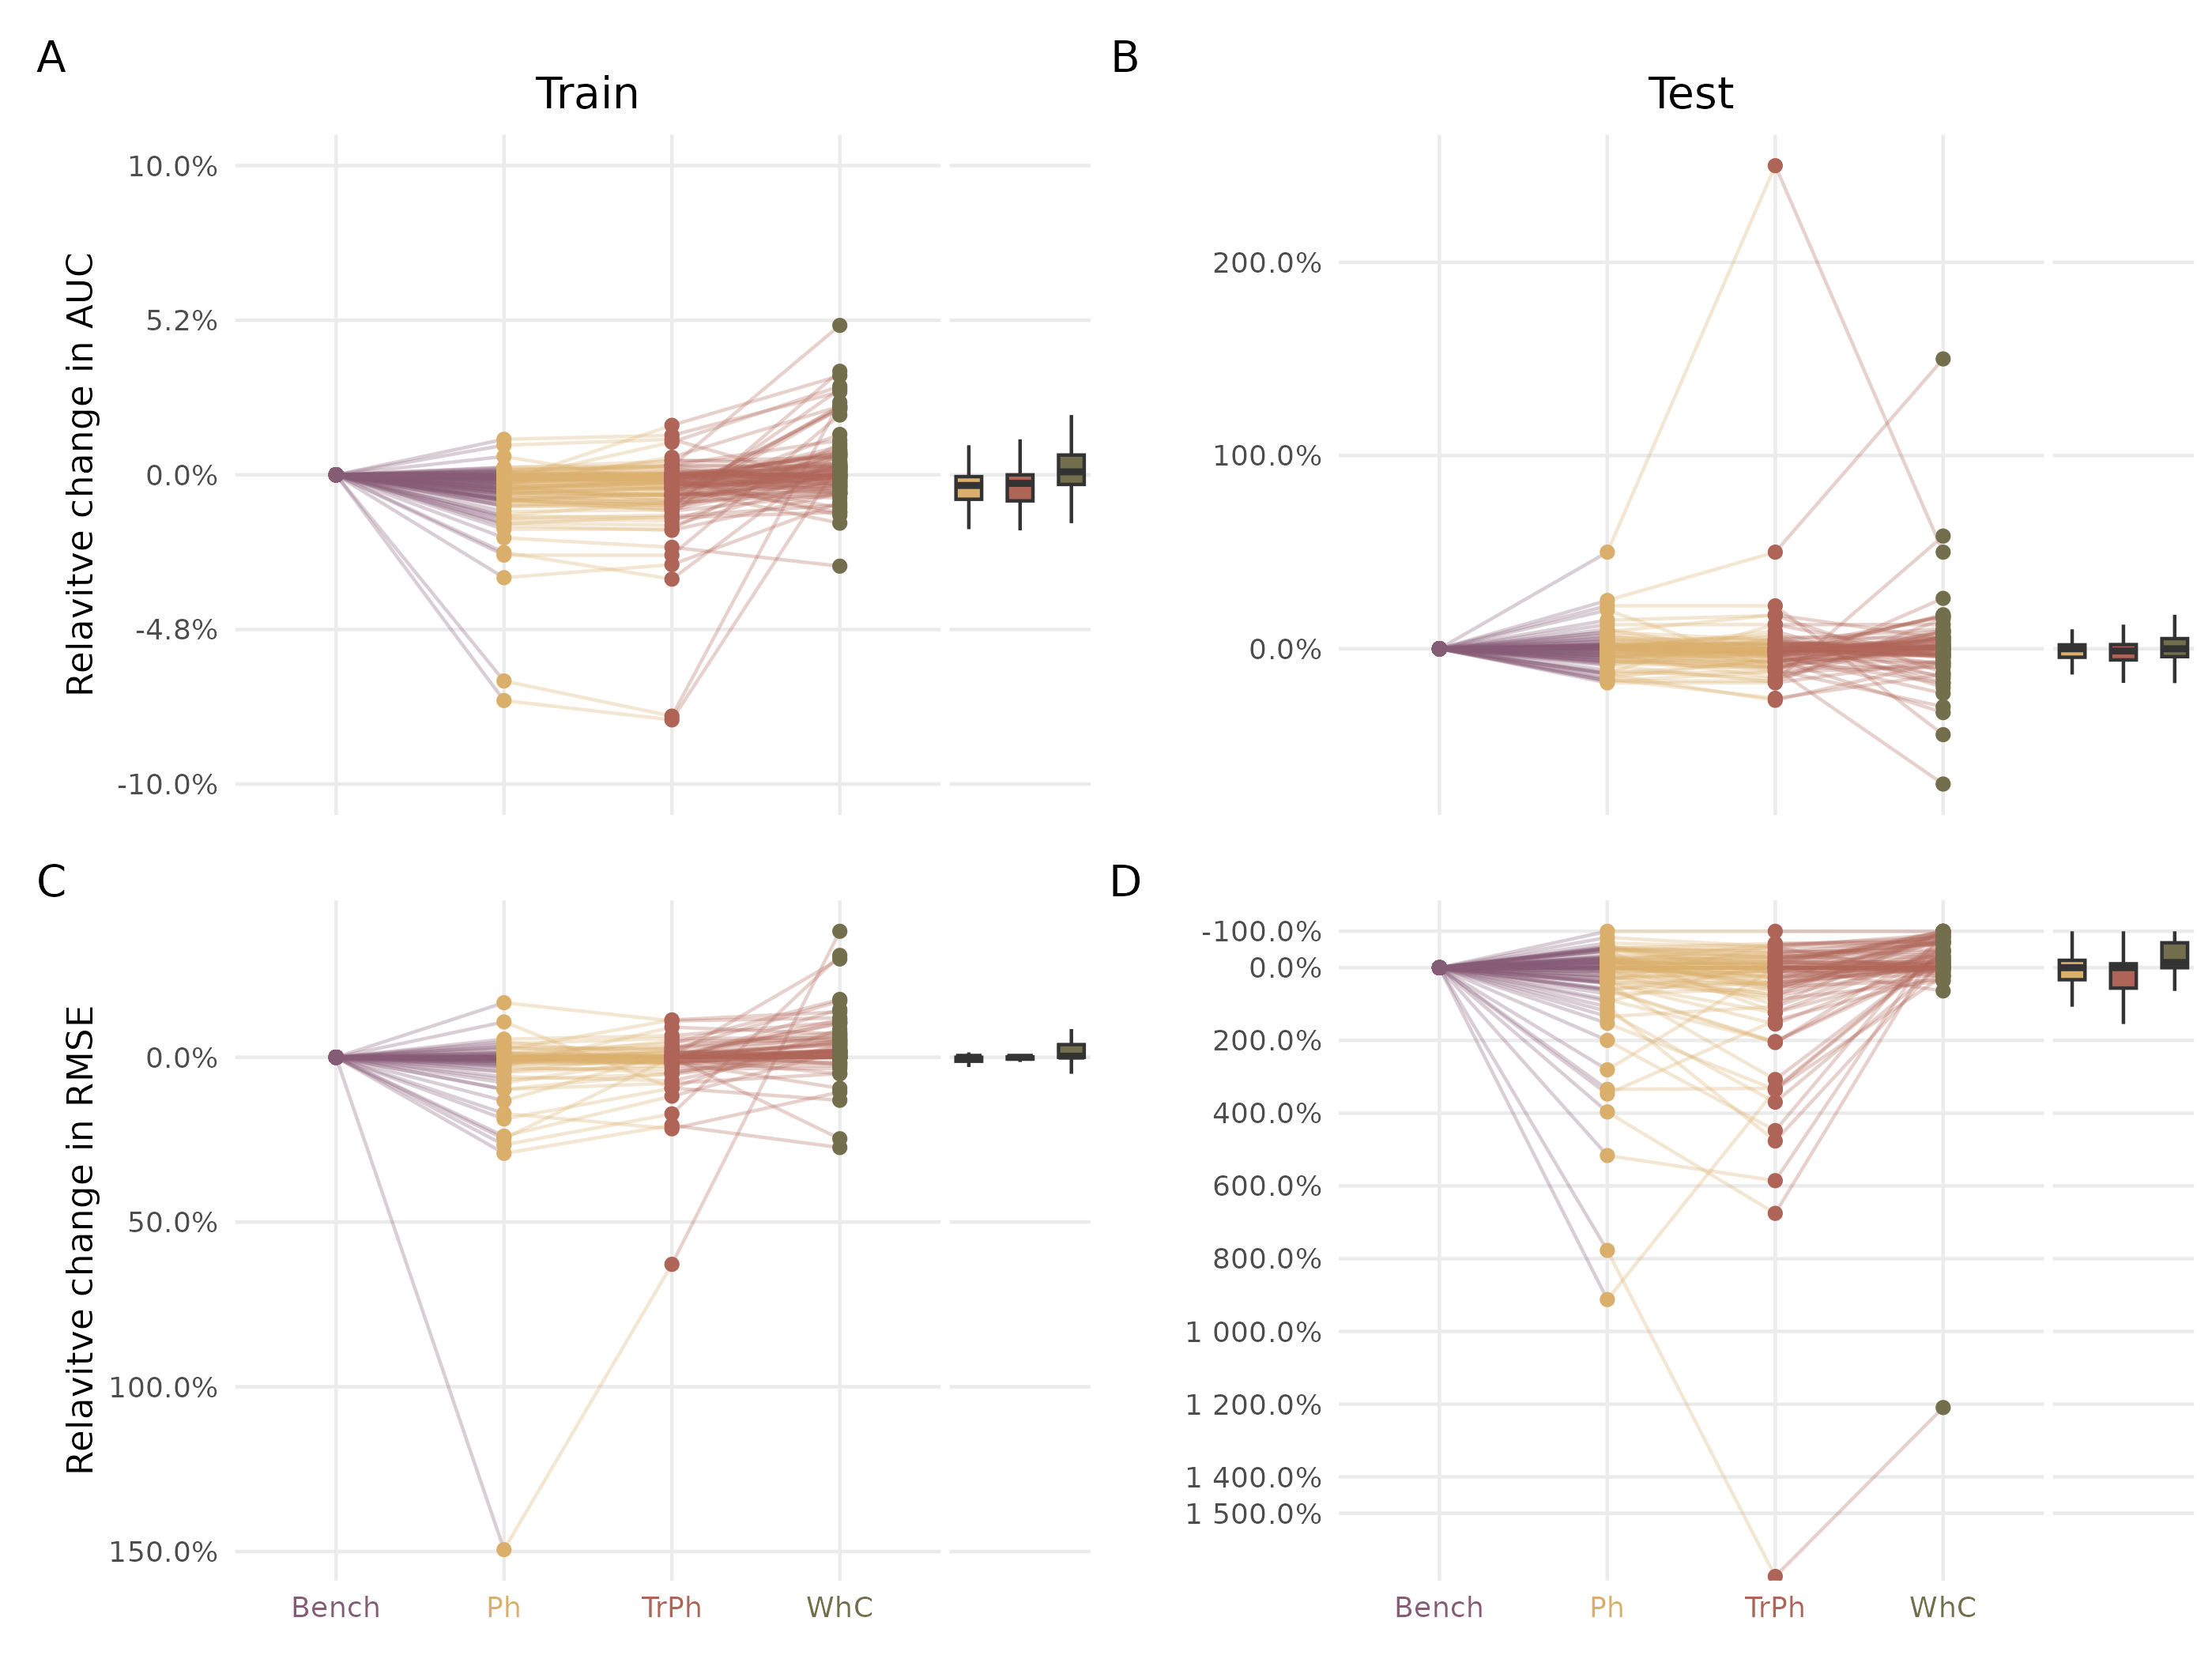 A
Train
Relavitve change in AUC
10.0%
5.2%
0.0%
-4.8%
-10.0%
B
Test
200.0%
100.0%
0.0%
C
Relavitve change in RMSE
0.0%
50.0%
100.0%
150.0%
Bench Ph TrPh WhC
D
-100.0%
0.0%
200.0%
400.0%
600.0%
800.0%
1 000.0%
1 200.0%
1 400.0%
1 500.0%
Bench Ph TrPh WhC